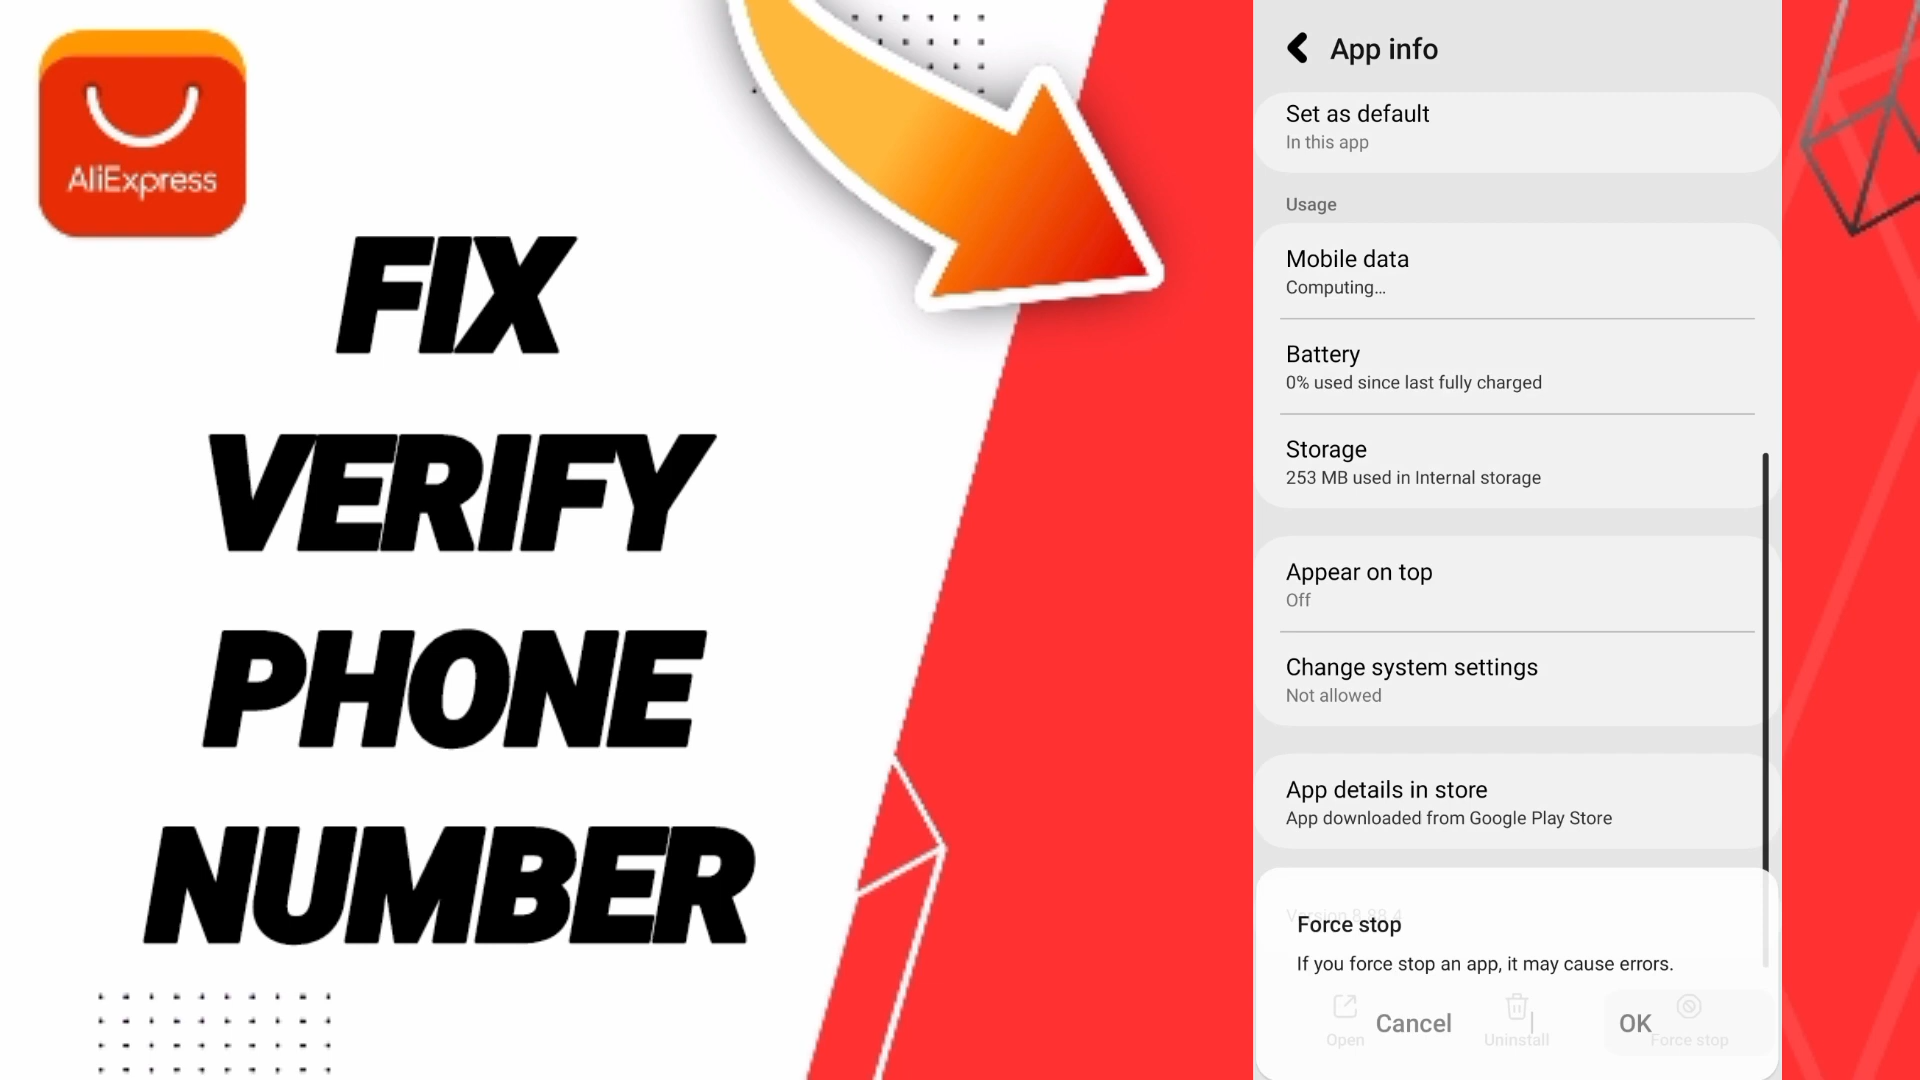 AliExpress
FIX
VERIFY
PHONE
NUMBER
App info
Set as default
In this app
Usage
Mobile data
Computing...
Battery
0% used since last fully charged
Storage
253 MB used in Internal storage
Appear on top
Off
Change system settings
Not allowed
App details in store
App downloaded from Google Play Store
Force stop
If you force stop an app, it may cause errors.
Cancel
OK
Open
Uninstall
Force stop